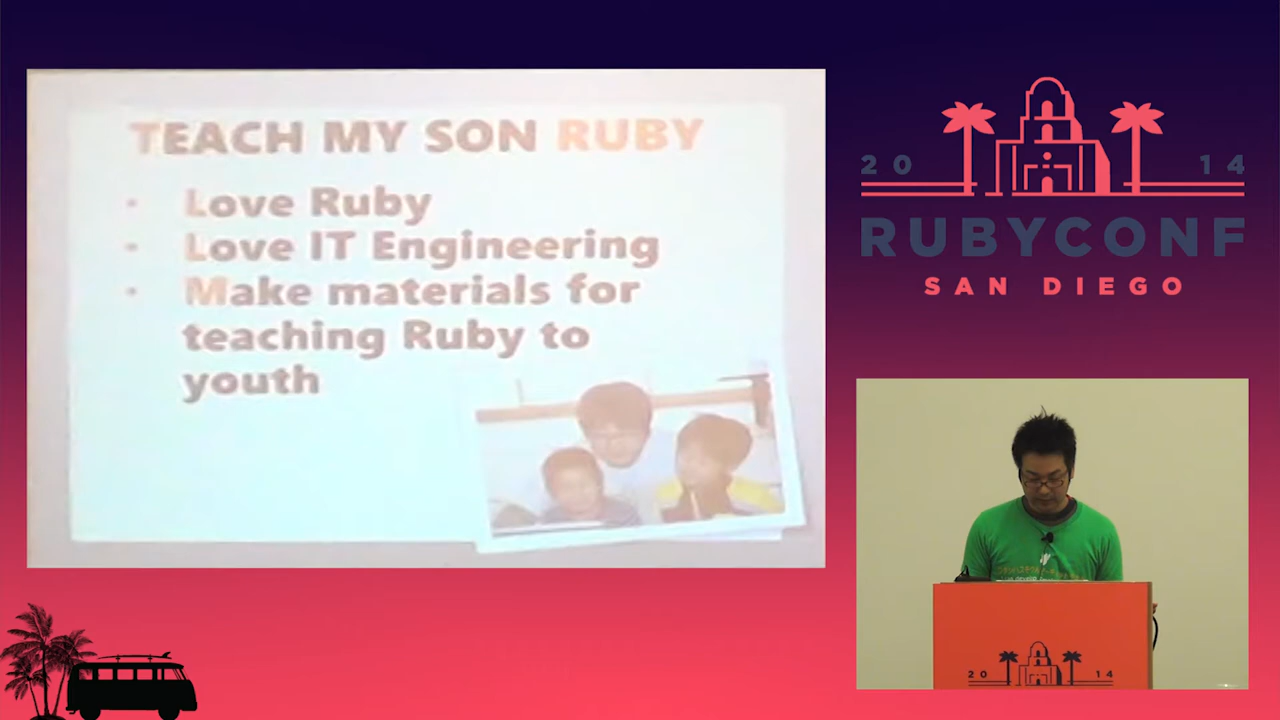 TEACH MY SON RUBY
• Love Ruby
• Love IT Engineering
• Make materials for
teaching Ruby to
youth
20 14
RUBYCONF
SAN DIEGO
20 14